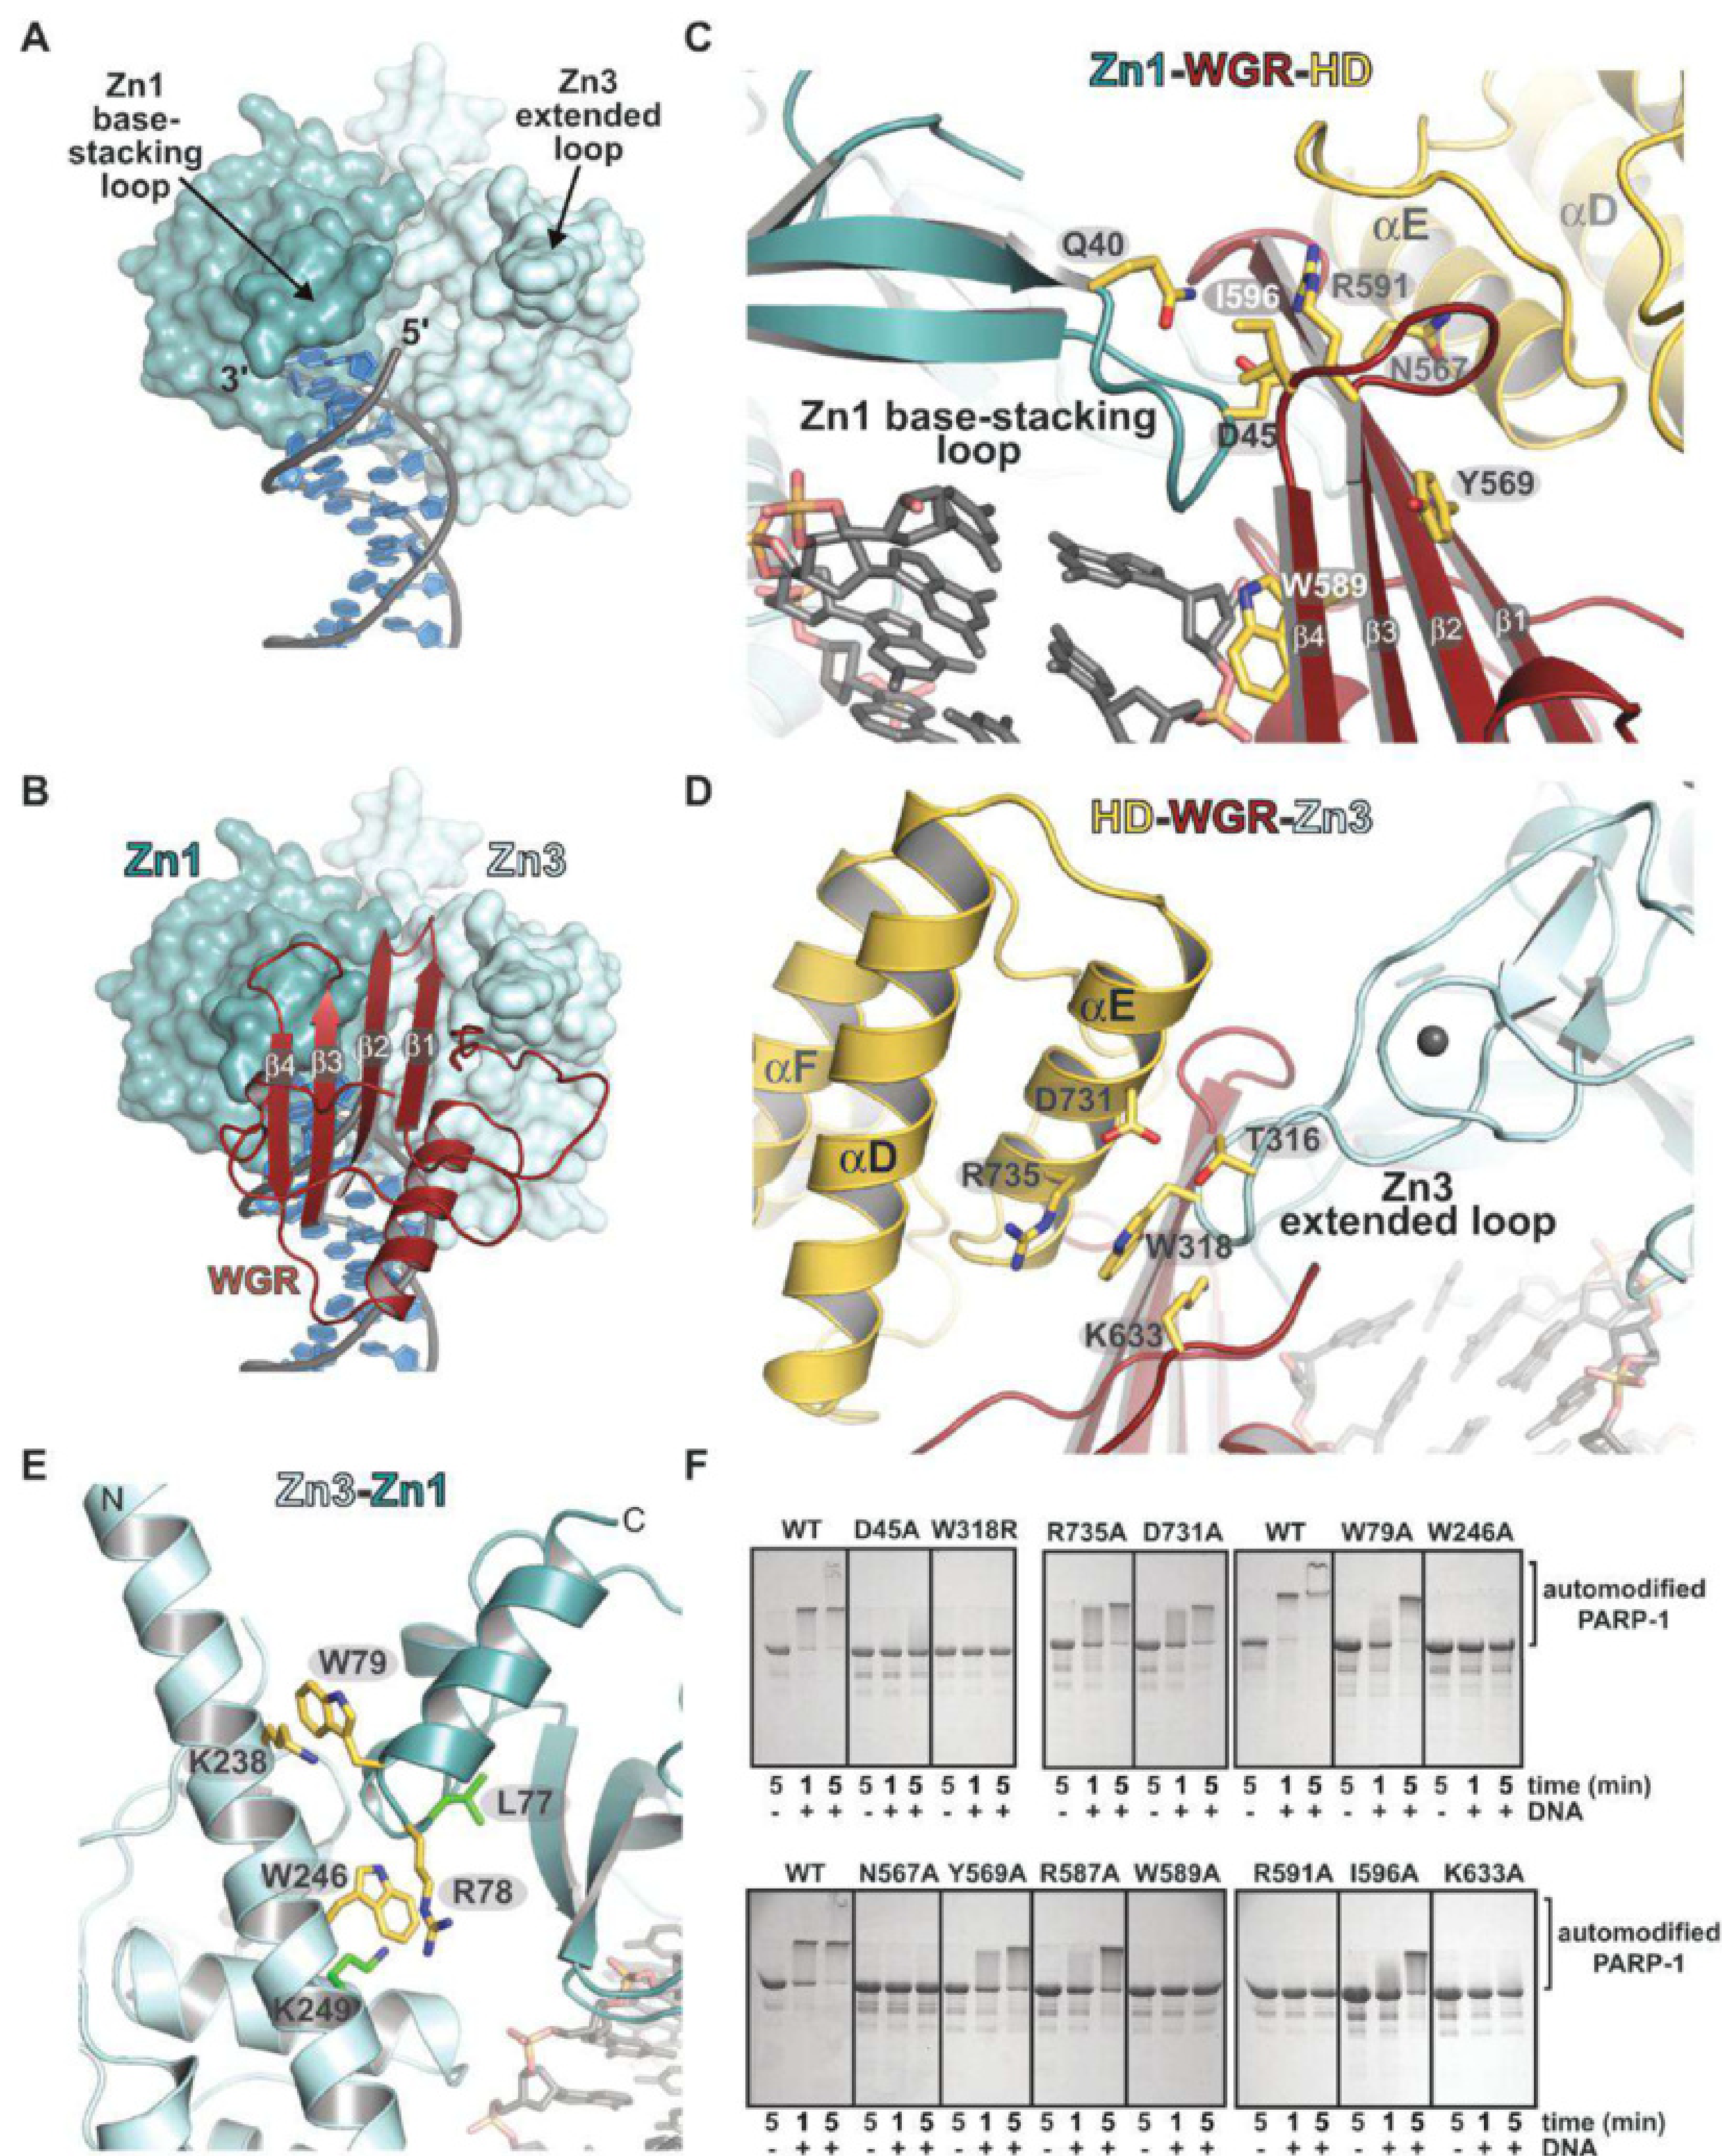 A
Zn1
base-
stacking
loop
Zn3
extended
loop
5'
3'
C
Zn1-WGR-HD
αE
αD
Q40
I596
R591
N567
Zn1 base-stacking
loop
D45
Y569
W589
β4
β3
β2
β1
B
Zn1
Zn3
β4
β3
β2
β1
WGR
D
HD-WGR-Zn3
αE
αF
D731
αD
R735
T316
Zn3
extended loop
W318
K633
E
Zn3-Zn1
N
C
W79
K238
L77
W246
R78
K249
F
WT D45A W318R R735A D731A WT W79A W246A
automodified
PARP-1
5 1 5 5 1 5 5 1 5 5 1 5 5 1 5 5 1 5 5 1 5 5 1 5 time (min)
- + + - + + - + + - + + - + + - + + - + + - + + DNA
WT N567A Y569A R587A W589A R591A I596A K633A
automodified
PARP-1
5 1 5 5 1 5 5 1 5 5 1 5 5 1 5 5 1 5 5 1 5 5 1 5 time (min)
- + + - + + - + + - + + - + + - + + - + + - + + DNA